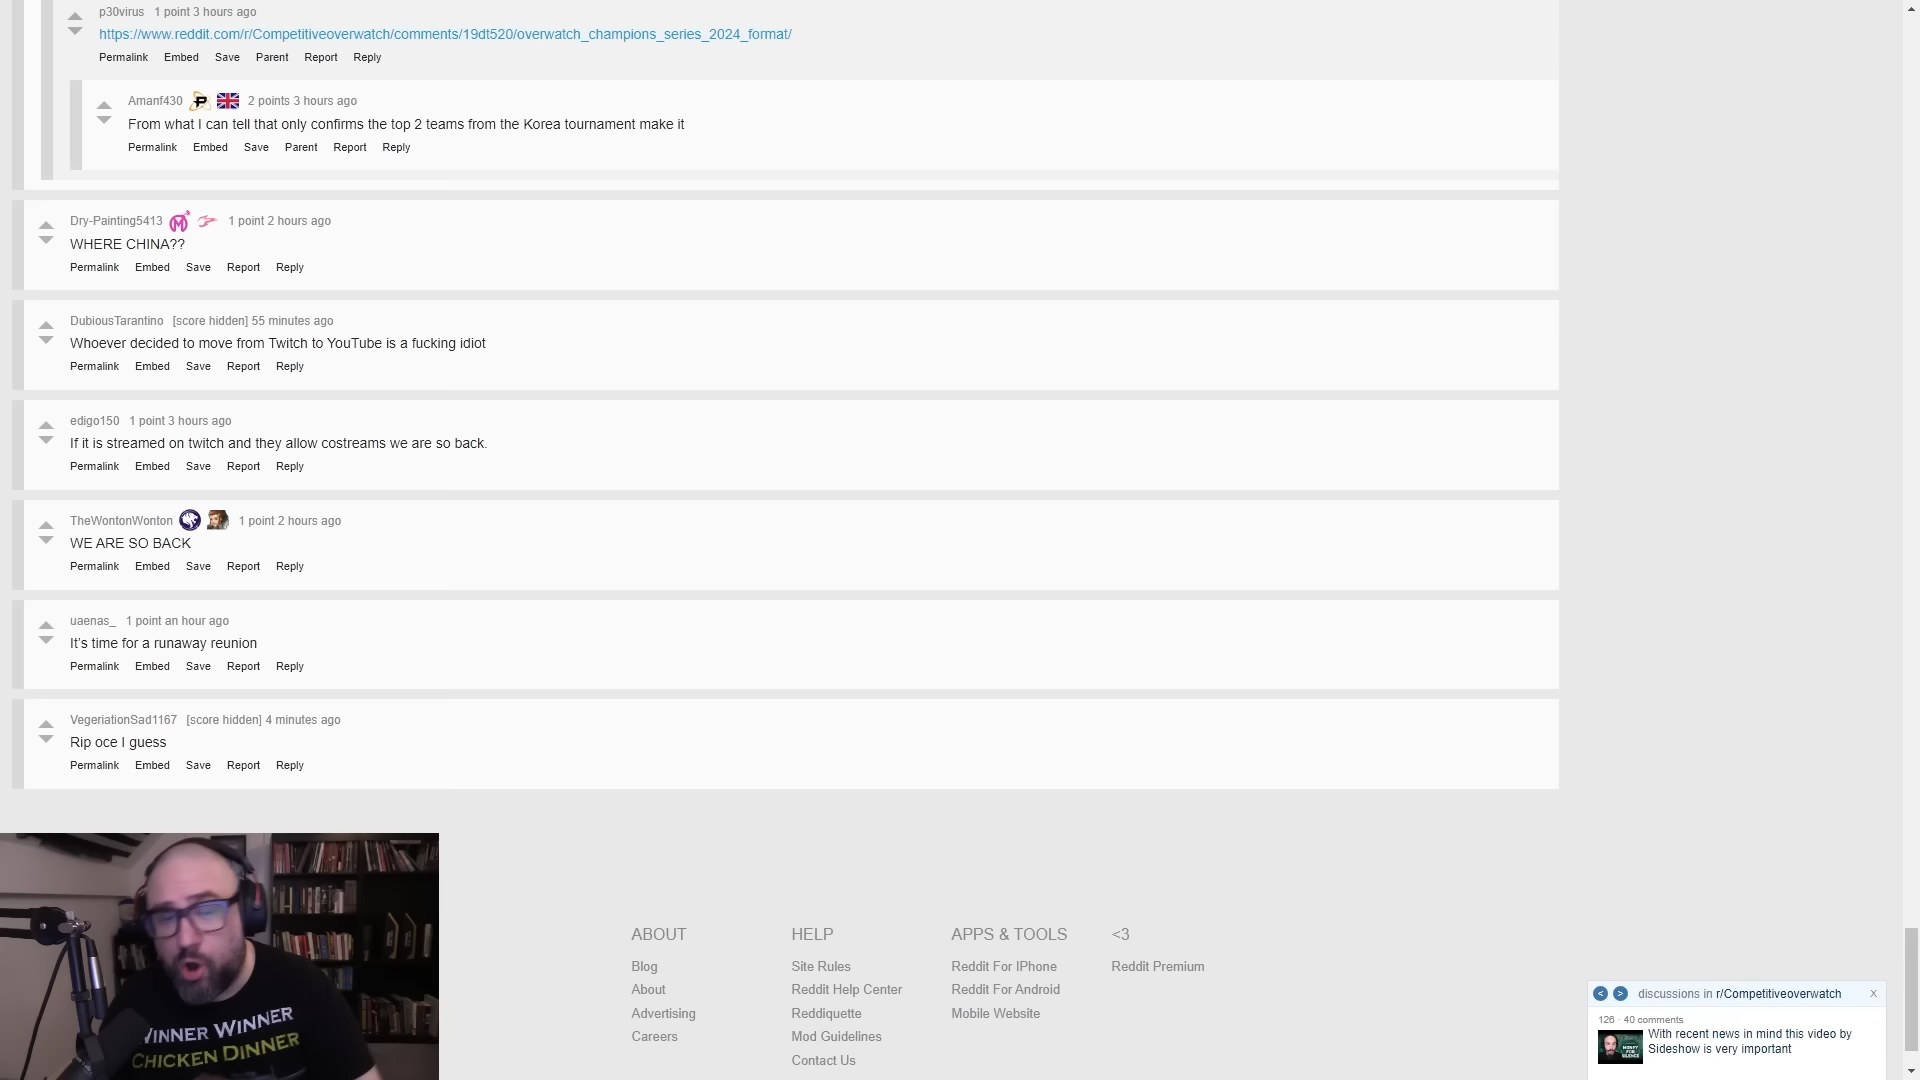 p30virus 1 point 3 hours ago
https://www.reddit.com/r/Competitiveoverwatch/comments/19dt520/overwatch_champions_series_2024_format/
Permalink Embed Save Parent Report Reply
Amanf430 2 points 3 hours ago
From what I can tell that only confirms the top 2 teams from the Korea tournament make it
Permalink Embed Save Parent Report Reply
Dry-Painting5413 1 point 2 hours ago
WHERE CHINA??
Permalink Embed Save Report Reply
DubiousTarantino [score hidden] 55 minutes ago
Whoever decided to move from Twitch to YouTube is a fucking idiot
Permalink Embed Save Report Reply
edigo150 1 point 3 hours ago
If it is streamed on twitch and they allow costreams we are so back.
Permalink Embed Save Report Reply
TheWontonWonton 1 point 2 hours ago
WE ARE SO BACK
Permalink Embed Save Report Reply
uaenas_ 1 point an hour ago
It's time for a runaway reunion
Permalink Embed Save Report Reply
VegeriationSad1167 [score hidden] 4 minutes ago
Rip oce I guess
Permalink Embed Save Report Reply
WINNER WINNER
CHICKEN DINNER
ABOUT
Blog
About
Advertising
Careers
HELP
Site Rules
Reddit Help Center
Reddiquette
Mod Guidelines
Contact Us
APPS & TOOLS
Reddit For IPhone
Reddit For Android
Mobile Website
<3
Reddit Premium
< > discussions in r/Competitiveoverwatch X
126 · 40 comments
With recent news in mind this video by
Sideshow is very important
MONEY
FOR
SILENCE